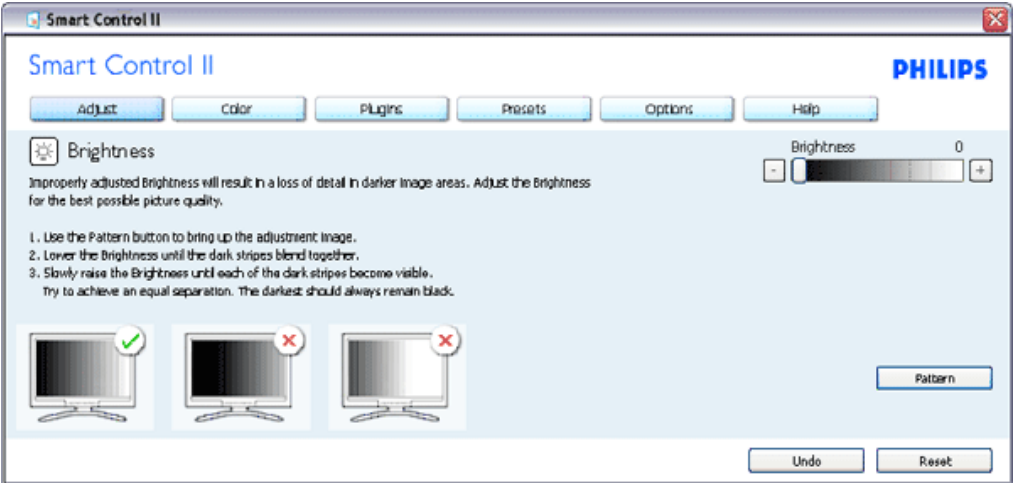 Smart Control II
Smart Control II
PHILIPS
Adjust Color Plugins Presets Options Help
Brightness
Brightness 0
- +
Improperly adjusted Brightness will result in a loss of detail in darker image areas. Adjust the Brightness
for the best possible picture quality.
1. Use the Pattern button to bring up the adjustment image.
2. Lower the Brightness until the dark stripes blend together.
3. Slowly raise the Brightness until each of the dark stripes become visible.
Try to achieve an equal separation. The darkest should always remain black.
Pattern
Undo Reset